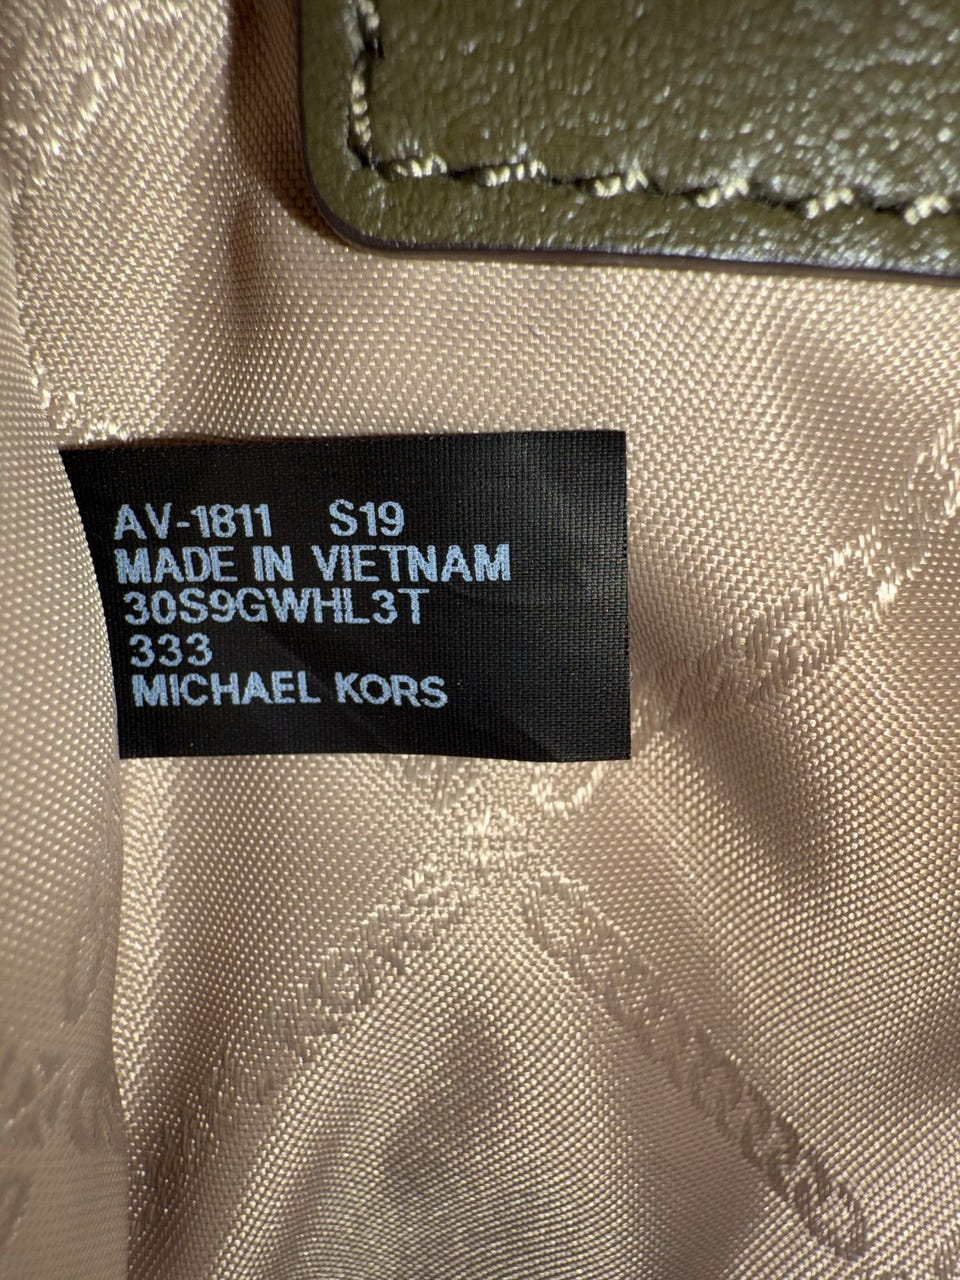 AV-1811 S19
MADE IN VIETNAM
30S9GWHL3T
333
MICHAEL KORS